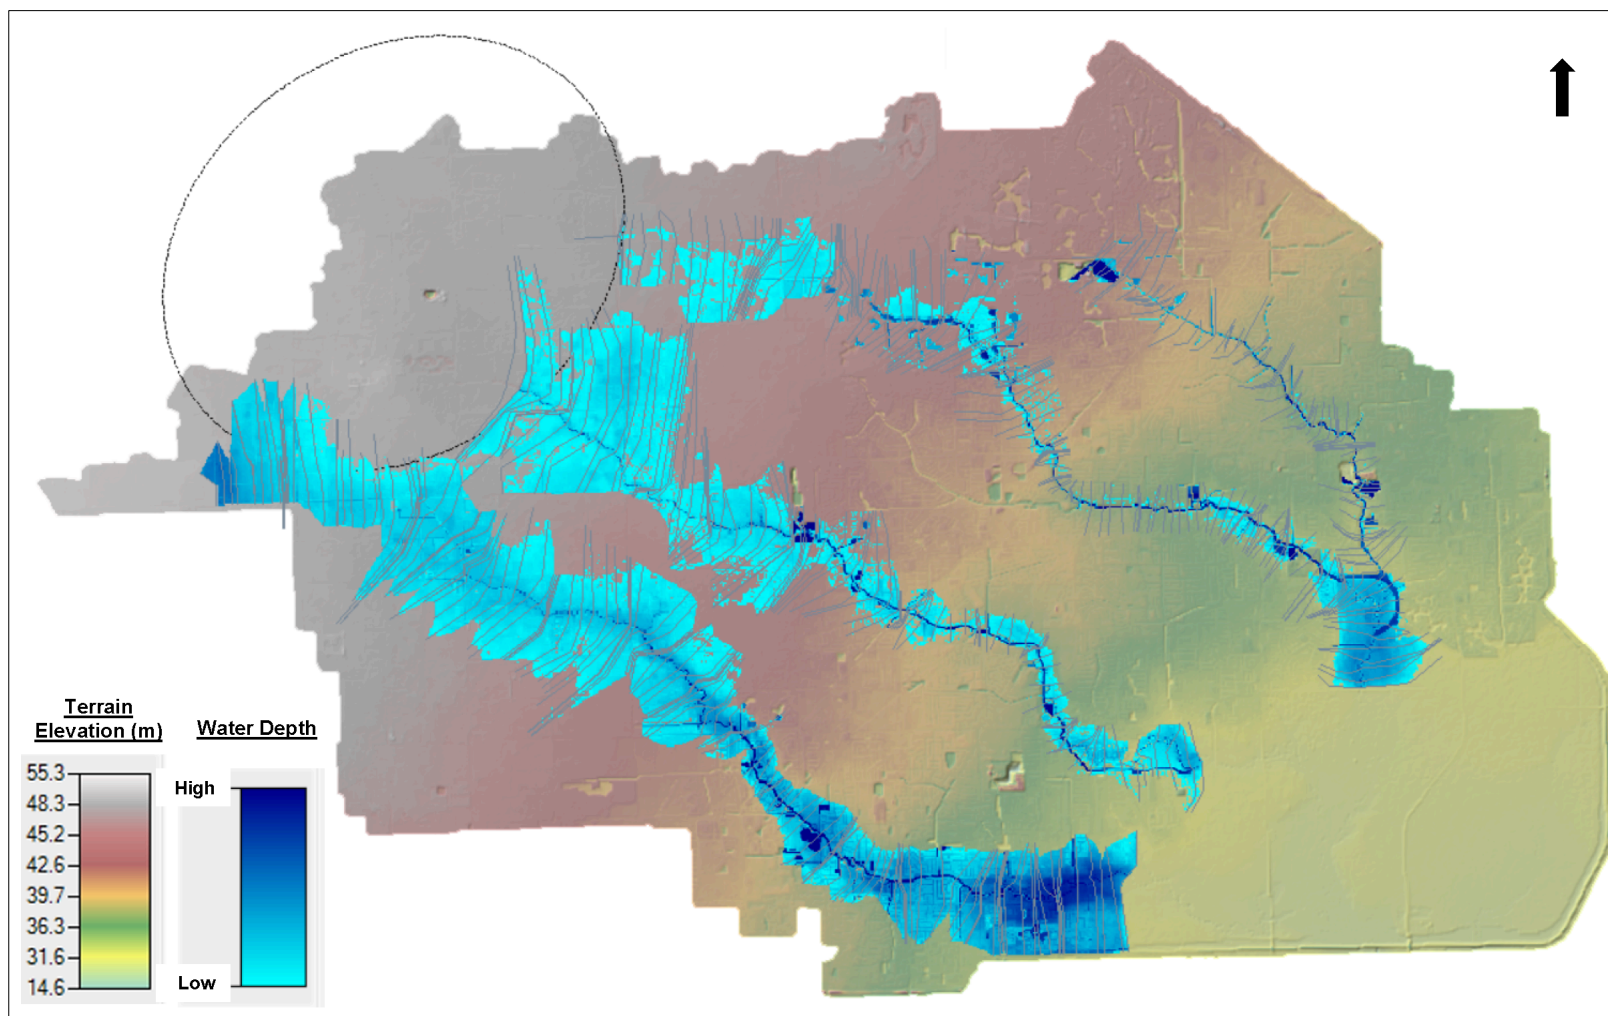 Terrain
Elevation (m)
55.3
48.3
45.2
42.6
39.7
36.3
31.6
14.6
Water Depth
High
Low